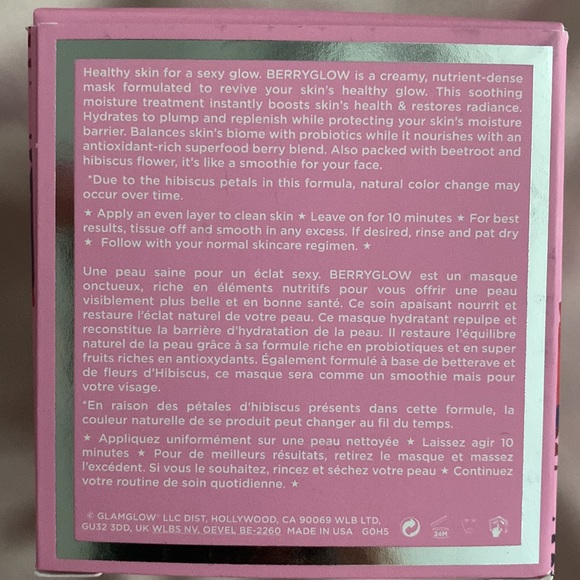 Healthy skin for a sexy glow. BERRYGLOW is a creamy, nutrient-dense
mask formulated to revive your skin's healthy glow. This soothing
moisture treatment instantly boosts skin's health & restores radiance.
Hydrates to plump and replenish while protecting your skin's moisture
barrier. Balances skin's biome with probiotics while it nourishes with an
antioxidant-rich superfood berry blend. Also packed with beetroot and
hibiscus flower, it's like a smoothie for your face.
*Due to the hibiscus petals in this formula, natural color change may
occur over time.
★ Apply an even layer to clean skin ★ Leave on for 10 minutes ★ For best
results, tissue off and smooth in any excess. If desired, rinse and pat dry
★ Follow with your normal skincare regimen. ★
Une peau saine pour un éclat sexy. BERRYGLOW est un masque
onctueux, riche en éléments nutritifs pour vous offrir une peau
visiblement plus belle et en bonne santé. Ce soin apaisant nourrit et
restaure l'éclat naturel de votre peau. Ce masque hydratant repulpe et
reconstitue la barrière d'hydratation de la peau. Il restaure l'équilibre
naturel de la peau grâce à sa formule riche en probiotiques et en super
fruits riches en antioxydants. Également formulé à base de betterave et
de fleurs d'Hibiscus, ce masque sera comme un smoothie mais pour
votre visage.
*En raison des pétales d'hibiscus présents dans cette formule, la
couleur naturelle de se produit peut changer au fil du temps.
★ Appliquez uniformément sur une peau nettoyée ★ Laissez agir 10
minutes ★ Pour de meilleurs résultats, retirez le masque et massez
l'excédent. Si vous le souhaitez, rincez et séchez votre peau ★ Continuez
votre routine de soin quotidienne. ★
© GLAMGLOW® LLC DIST, HOLLYWOOD, CA 90069 WLB LTD,
GU32 3DD, UK WLBS NV, OEVEL BE-2260 MADE IN USA G0H5
24M